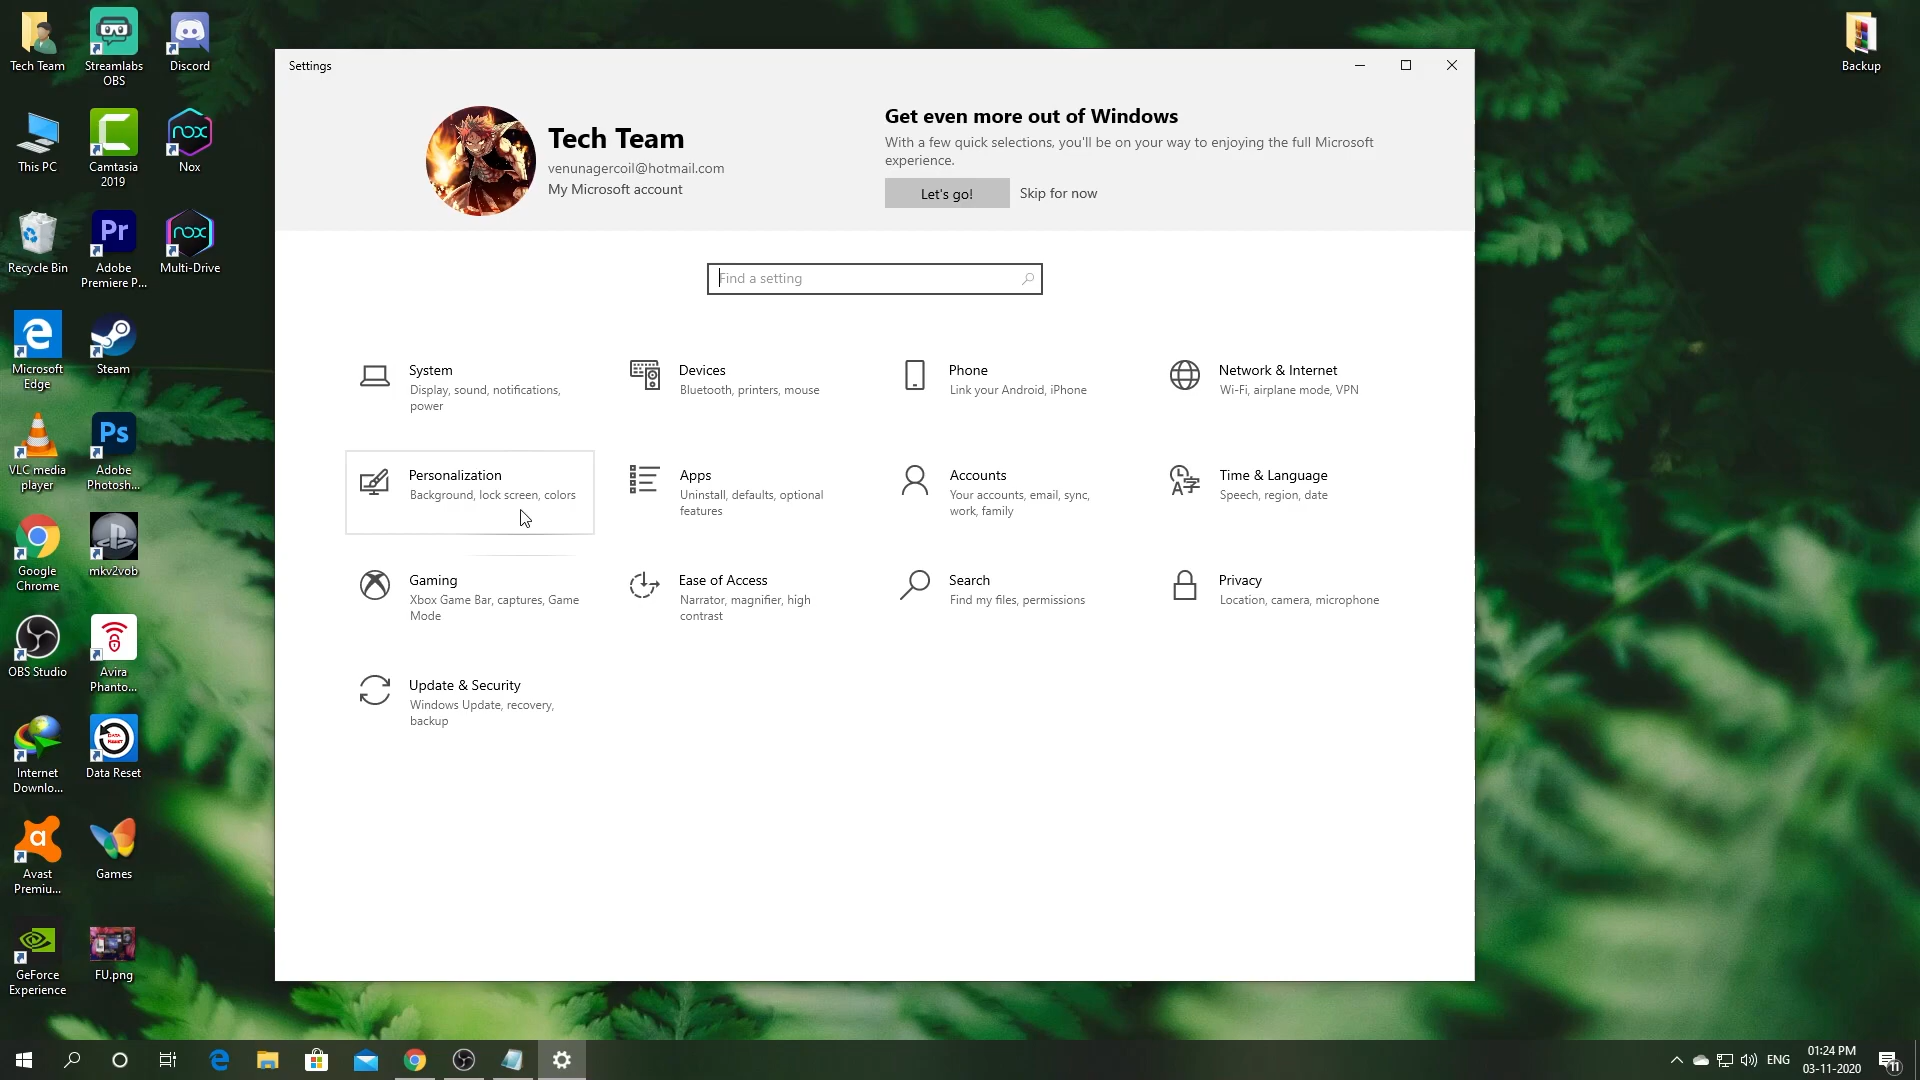 Tech Team
Streamlabs
OBS
Discord
This PC
Camtasia
2019
Nox
Recycle Bin
Adobe
Premiere P...
Multi-Drive
Microsoft
Edge
Steam
VLC media
player
Adobe
Photosh...
Google
Chrome
mkv2vob
OBS Studio
Avira
Phanto...
Internet
Downlo...
Data Reset
Avast
Premiu...
Games
GeForce
Experience
FU.png
Backup
Settings
Tech Team
venunagercoil@hotmail.com
My Microsoft account
Get even more out of Windows
With a few quick selections, you'll be on your way to enjoying the full Microsoft
experience.
Let's go!
Skip for now
Find a setting
System
Display, sound, notifications,
power
Devices
Bluetooth, printers, mouse
Phone
Link your Android, iPhone
Network & Internet
Wi-Fi, airplane mode, VPN
Personalization
Background, lock screen, colors
Apps
Uninstall, defaults, optional
features
Accounts
Your accounts, email, sync,
work, family
Time & Language
Speech, region, date
Gaming
Xbox Game Bar, captures, Game
Mode
Ease of Access
Narrator, magnifier, high
contrast
Search
Find my files, permissions
Privacy
Location, camera, microphone
Update & Security
Windows Update, recovery,
backup
ENG
01:24 PM
03-11-2020
11